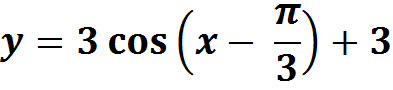 y = 3 cos (x − π/3) + 3